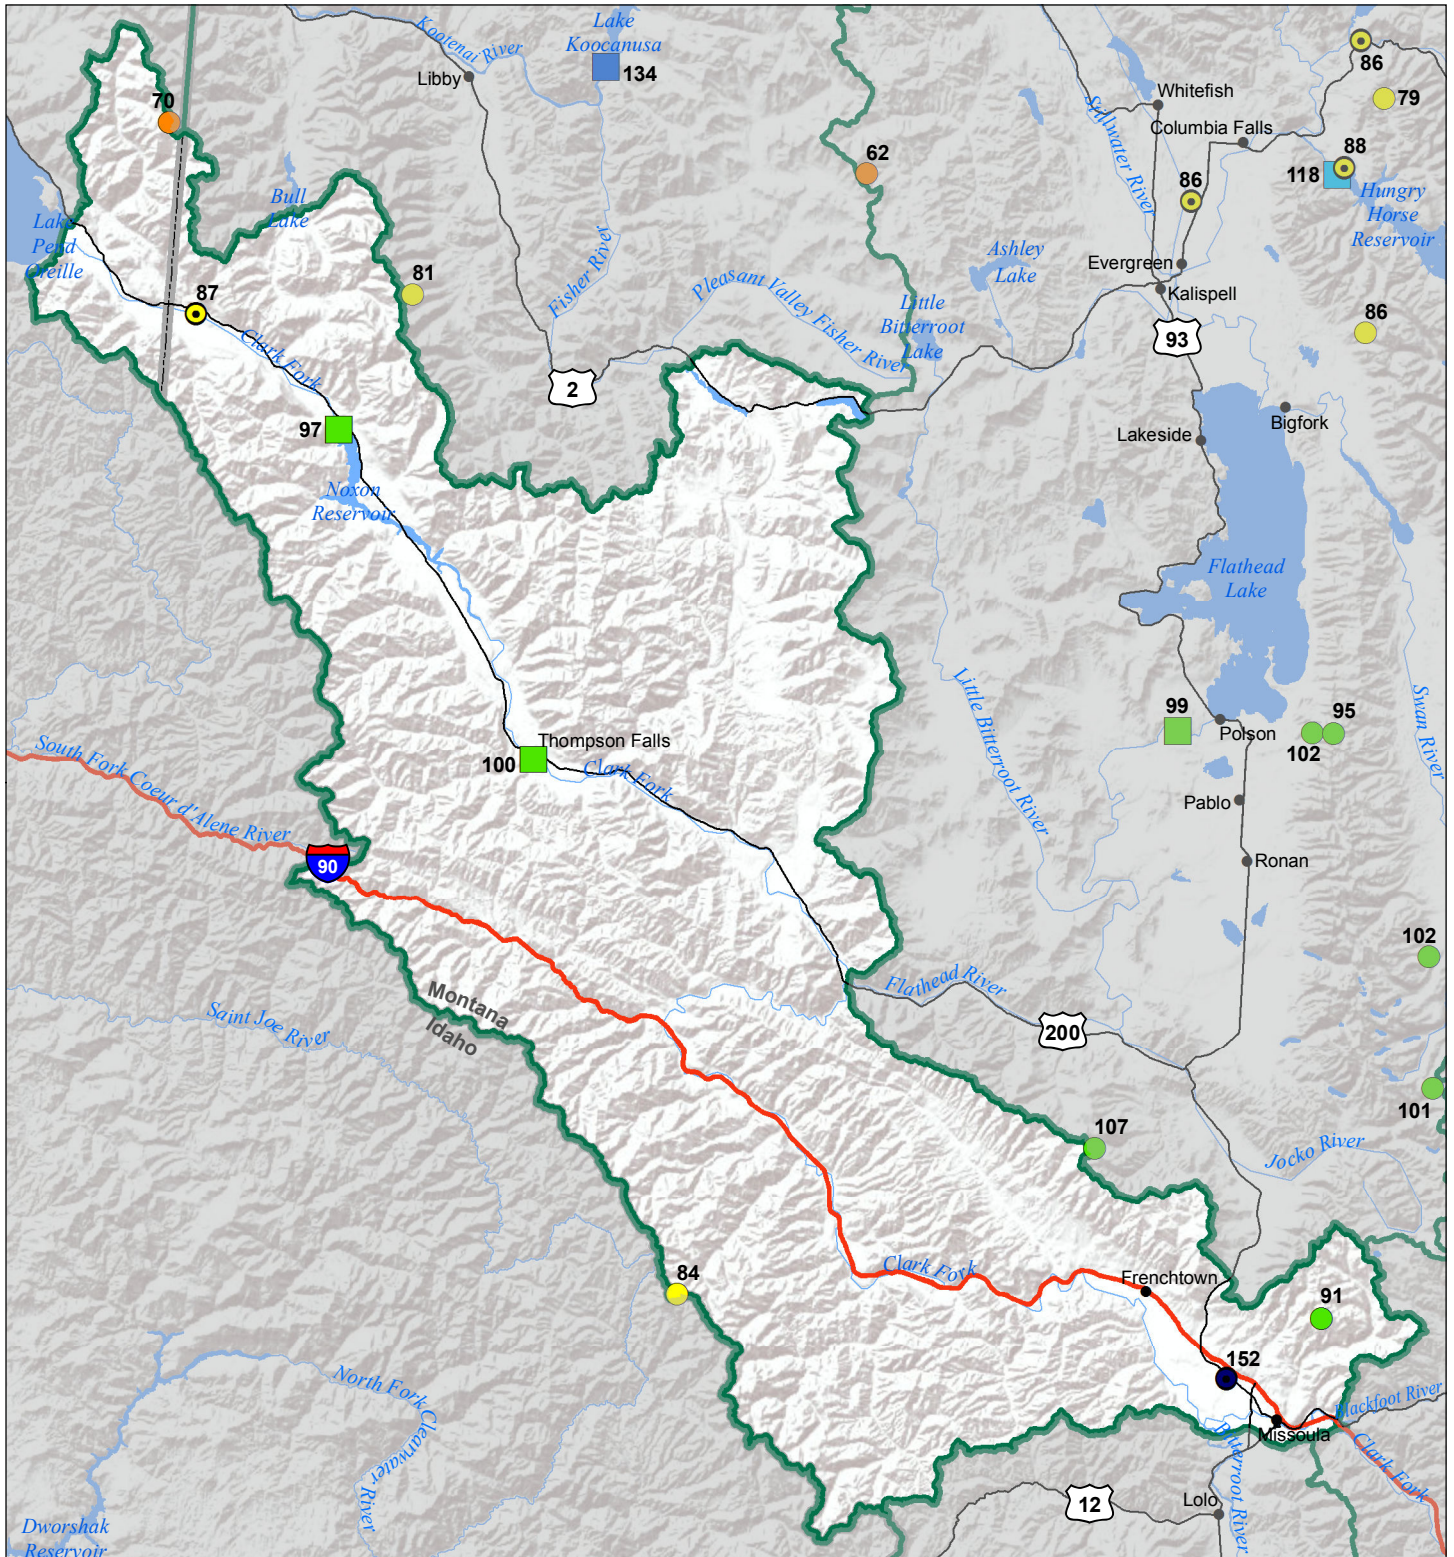 Lake
Koocanusa
Kootenai River
134
Libby
86
79
Whitefish
Stillwater River
Columbia Falls
70
62
88
118
86
Hungry
Horse
Reservoir
Bull
Lake
Lake
Pend
Oreille
Fisher River
Ashley
Lake
Evergreen
81
Pleasant Valley Fisher River
Kalispell
87
Little
Bitterroot
Lake
93
86
Clark Fork
2
97
Lakeside
Bigfork
Noxon
Reservoir
Flathead
Lake
Little Bitterroot River
Swan River
99
95
Polson
102
Thompson Falls
100
Clark Fork
South Fork Coeur d'Alene River
Pablo
90
Ronan
102
Flathead River
Montana
Idaho
Saint Joe River
200
101
107
Jocko River
Clark Fork
84
Frenchtown
91
152
North Fork Clearwater River
Blackfoot River
Missoula
Bitterroot River
Clark Fork
12
Lolo
Dworshak
Reservoir